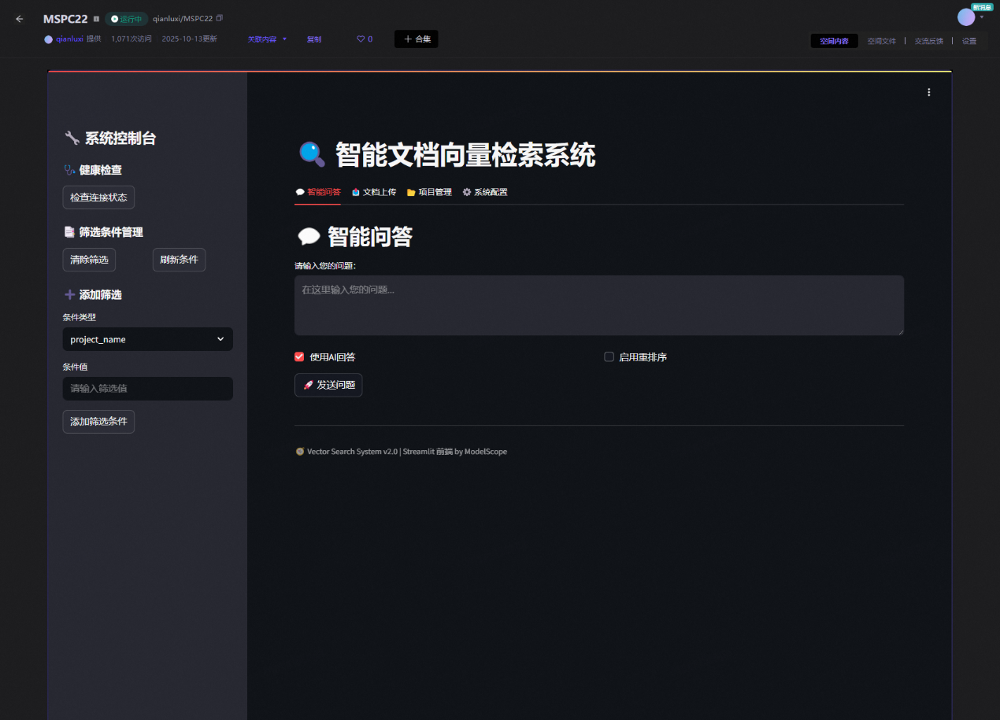 新消息
MSPC22 运行中 qianluxi/MSPC22
qianluxi 提供 1,071次访问 2025-10-13更新 关联内容 复制 0 合集
空间内容 空间文件 交流反馈 设置
系统控制台
健康检查
检查连接状态
筛选条件管理
清除筛选 刷新条件
添加筛选
条件类型
project_name
条件值
请输入筛选值
添加筛选条件
智能文档向量检索系统
智能问答 文档上传 项目管理 系统配置
智能问答
请输入您的问题:
在这里输入您的问题...
使用AI回答 启用重排序
发送问题
Vector Search System v2.0 | Streamlit 前端 by ModelScope